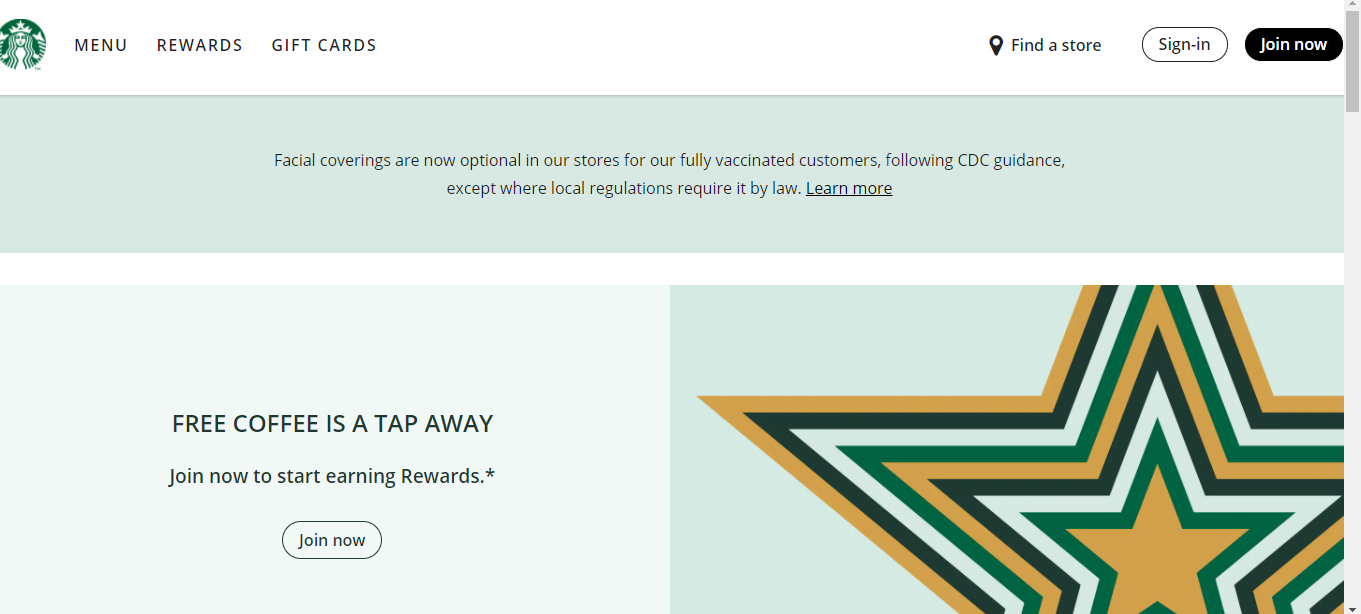 MENU REWARDS GIFT CARDS Find a store Sign-in Join now
Facial coverings are now optional in our stores for our fully vaccinated customers, following CDC guidance,
except where local regulations require it by law. Learn more
FREE COFFEE IS A TAP AWAY
Join now to start earning Rewards.*
Join now